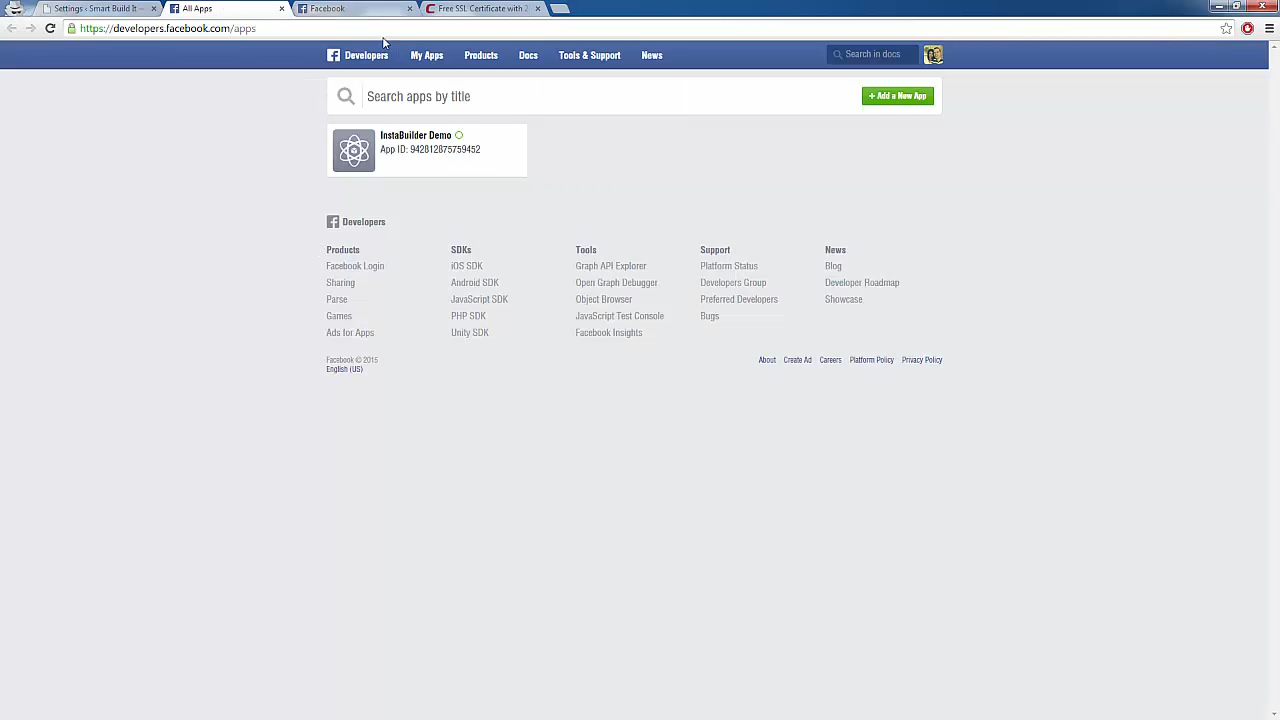 Settings ‹ Smart Build It —
All Apps
Facebook
Free SSL Certificate with 2
https://developers.facebook.com/apps
Developers
My Apps
Products
Docs
Tools & Support
News
Search in docs
Search apps by title
+ Add a New App
InstaBuilder Demo
App ID: 942812875759452
Developers
Products
SDKs
Tools
Support
News
Facebook Login
iOS SDK
Graph API Explorer
Platform Status
Blog
Sharing
Android SDK
Open Graph Debugger
Developers Group
Developer Roadmap
Parse
JavaScript SDK
Object Browser
Preferred Developers
Showcase
Games
PHP SDK
JavaScript Test Console
Bugs
Ads for Apps
Unity SDK
Facebook Insights
Facebook © 2015
English (US)
About
Create Ad
Careers
Platform Policy
Privacy Policy